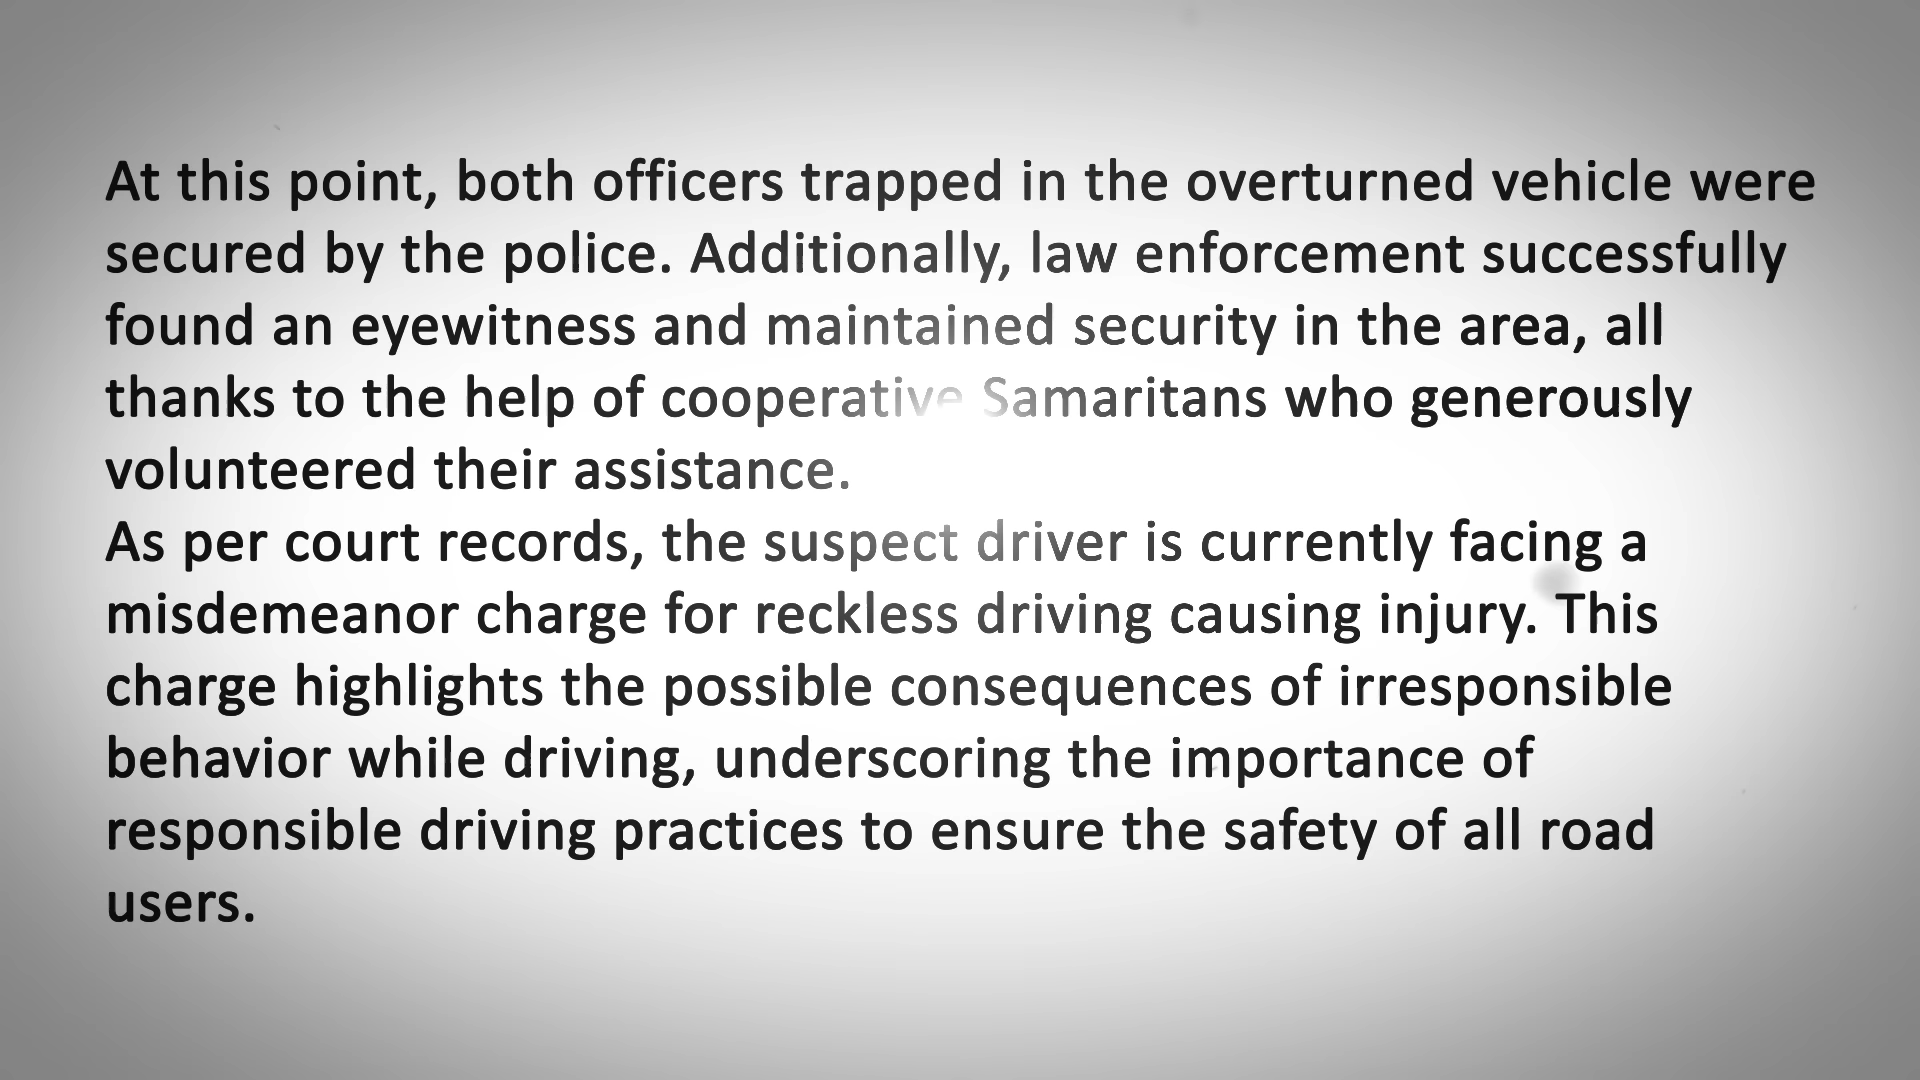 At this point, both officers trapped in the overturned vehicle were
secured by the police. Additionally, law enforcement successfully
found an eyewitness and maintained security in the area, all
thanks to the help of cooperative Samaritans who generously
volunteered their assistance.
As per court records, the suspect driver is currently facing a
misdemeanor charge for reckless driving causing injury. This
charge highlights the possible consequences of irresponsible
behavior while driving, underscoring the importance of
responsible driving practices to ensure the safety of all road
users.